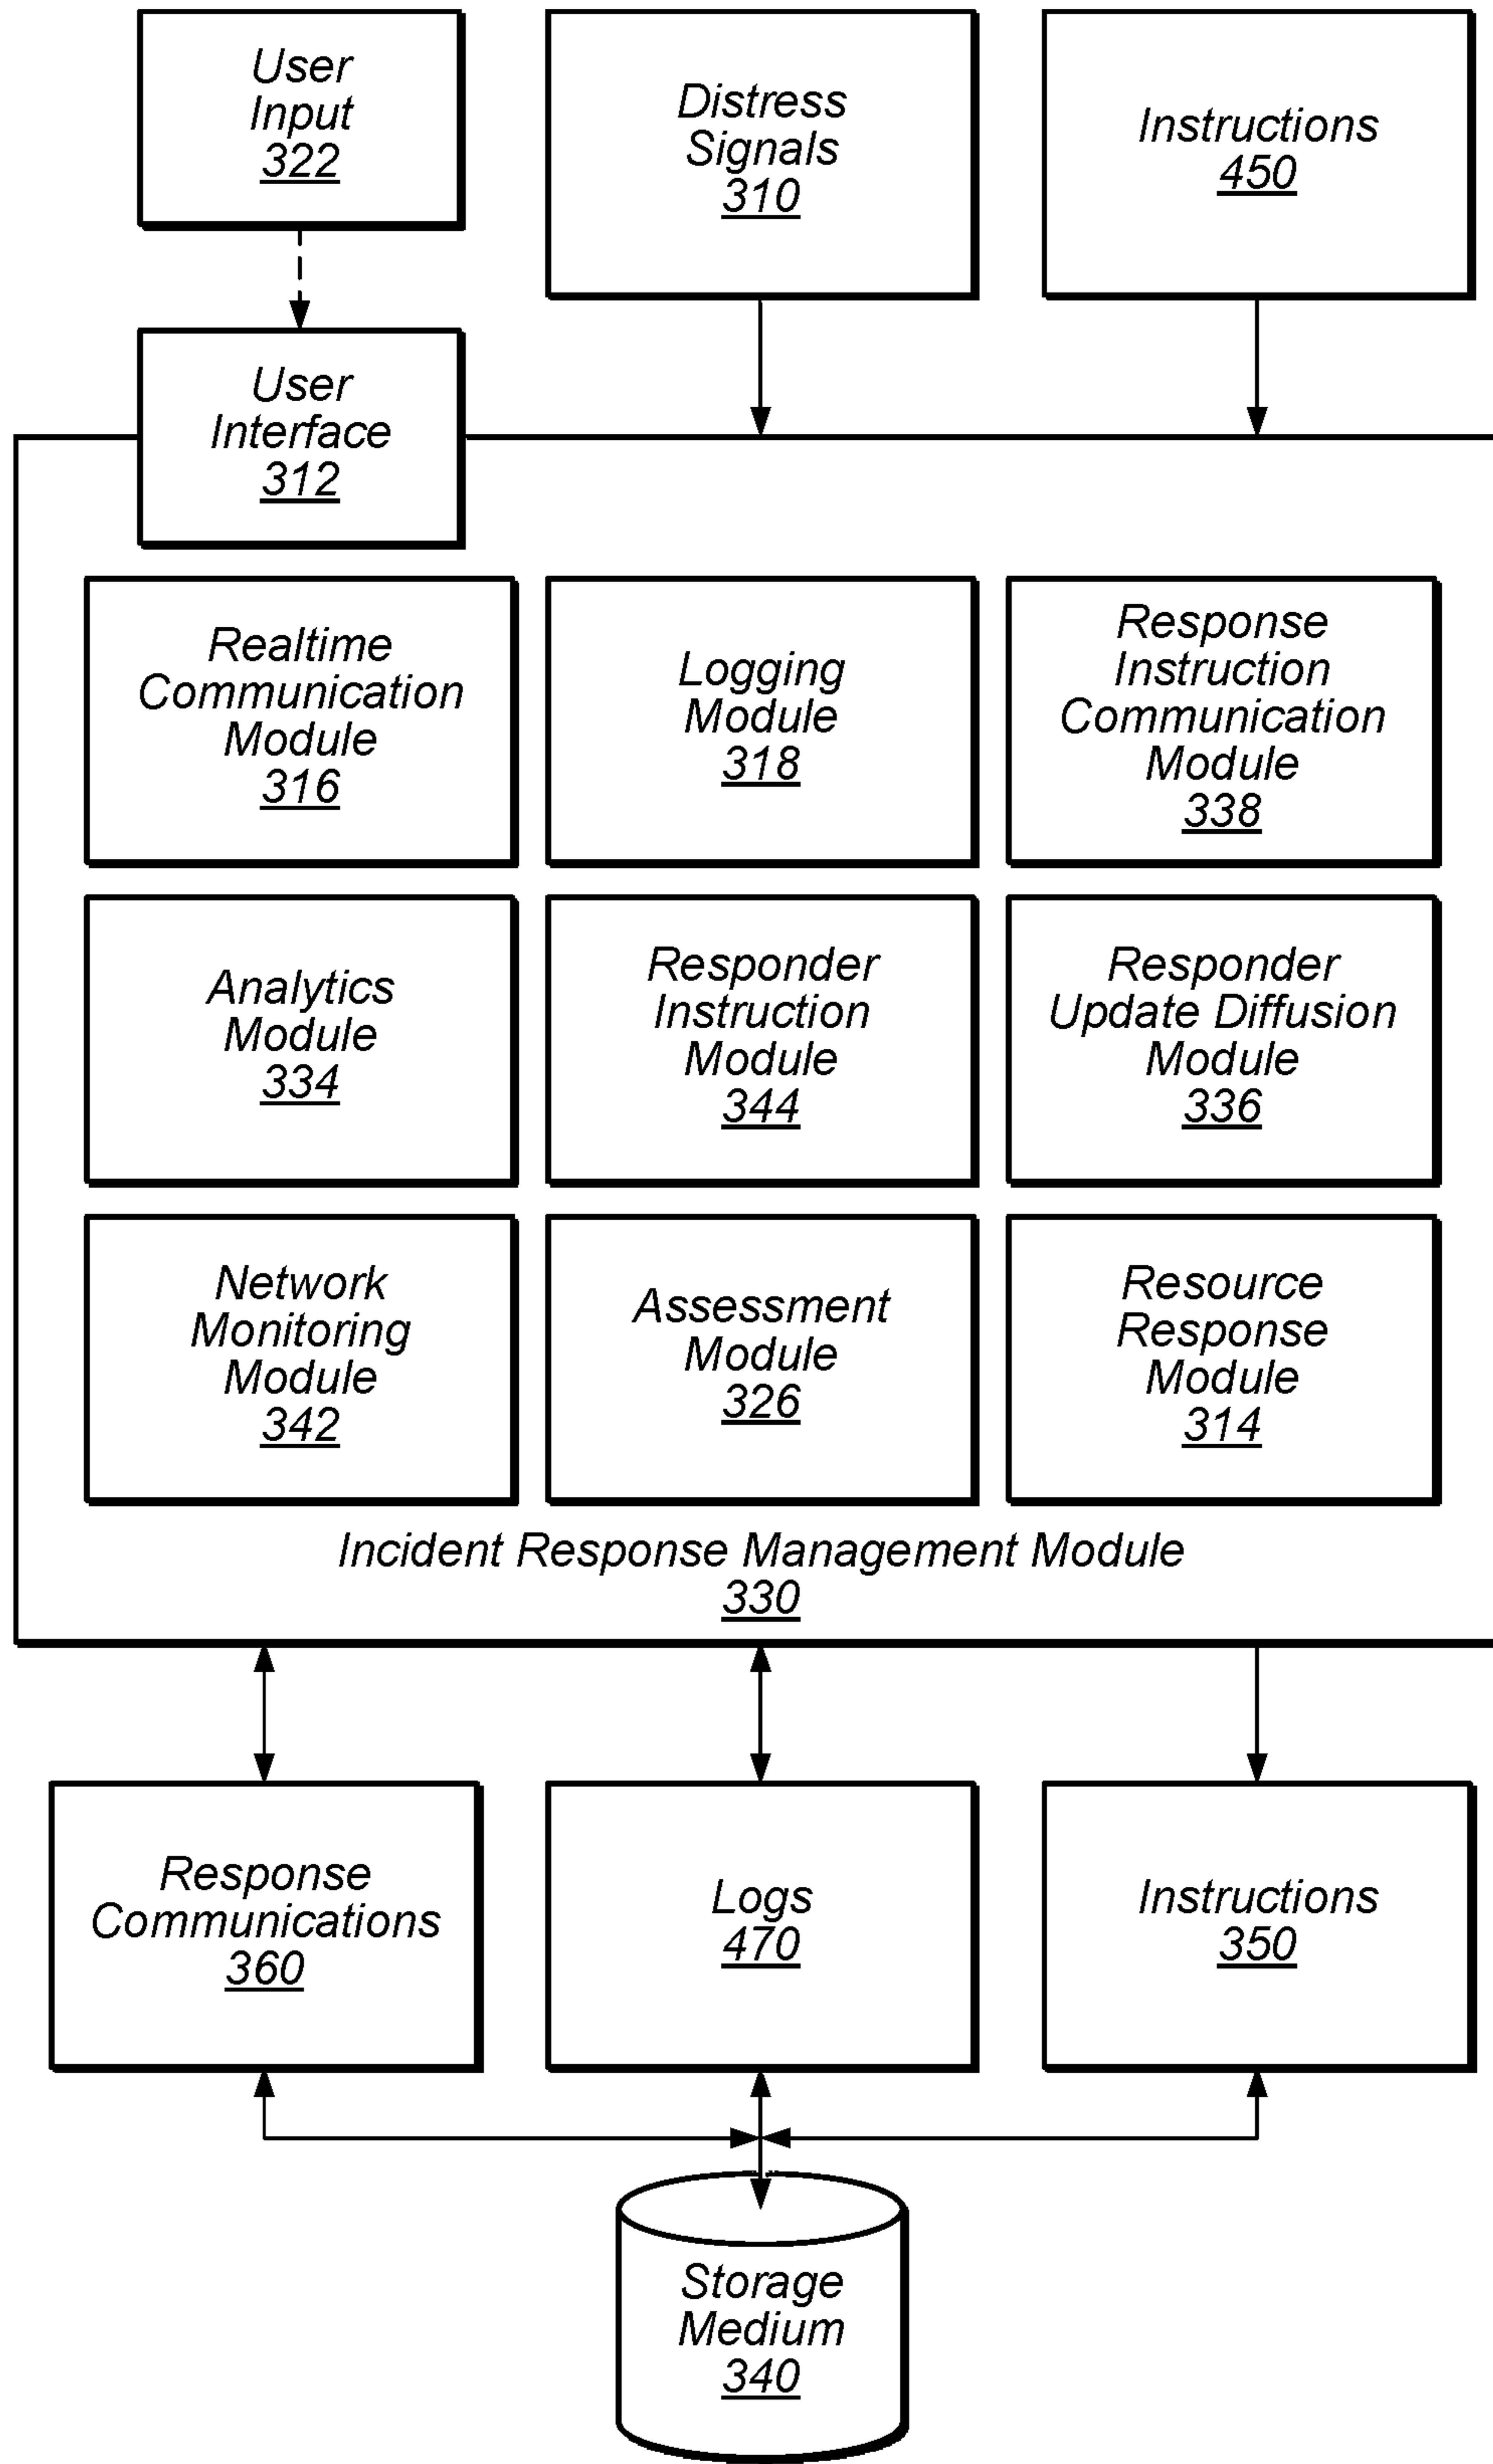 User
Input
322
Distress
Signals
310
Instructions
450
User
Interface
312
Realtime
Communication
Module
316
Logging
Module
318
Response
Instruction
Communication
Module
338
Analytics
Module
334
Responder
Instruction
Module
344
Responder
Update Diffusion
Module
336
Network
Monitoring
Module
342
Assessment
Module
326
Resource
Response
Module
314
Incident Response Management Module
330
Response
Communications
360
Logs
470
Instructions
350
Storage
Medium
340